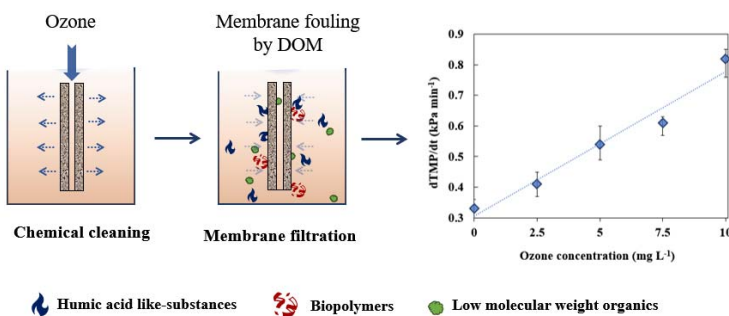 Ozone
Membrane fouling
by DOM
Chemical cleaning
Membrane filtration
dTMP/dt (kPa min⁻¹)
0.9
0.8
0.7
0.6
0.5
0.4
0.3
0
2.5
5
7.5
10
Ozone concentration (mg L⁻¹)
Humic acid like-substances
Biopolymers
Low molecular weight organics